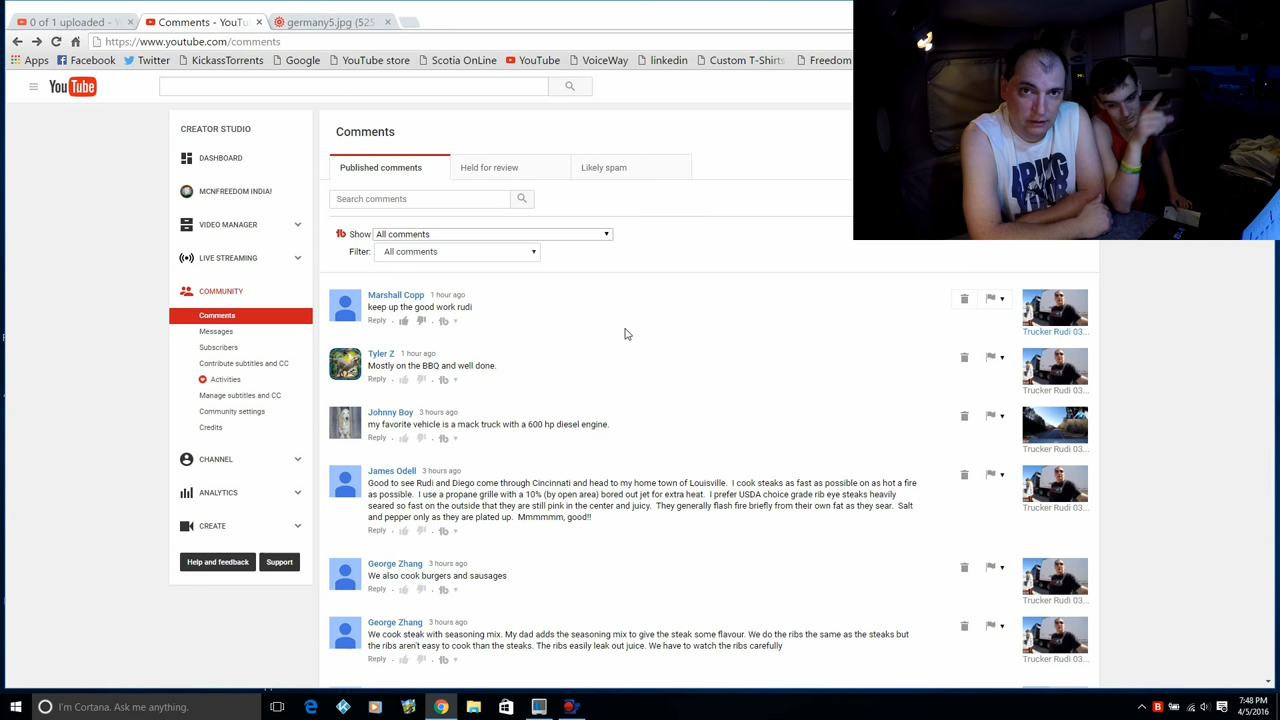 0 of 1 uploaded - Y
Comments - YouTu
germany5.jpg (525
https://www.youtube.com/comments
Apps Facebook Twitter KickassTorrents Google YouTube store Scotia OnLine YouTube VoiceWay linkedin Custom T-Shirts Freedom
YouTube
CREATOR STUDIO
DASHBOARD
MCNFREEDOM INDIA!
VIDEO MANAGER
LIVE STREAMING
COMMUNITY
Comments
Messages
Subscribers
Contribute subtitles and CC
Activities
Manage subtitles and CC
Community settings
Credits
CHANNEL
ANALYTICS
CREATE
Help and feedback Support
Comments
Published comments Held for review Likely spam
Search comments
Show All comments
Filter: All comments
Marshall Copp 1 hour ago
keep up the good work rudi
Reply
Trucker Rudi 03...
Tyler Z 1 hour ago
Mostly on the BBQ and well done.
Reply
Trucker Rudi 03...
Johnny Boy 3 hours ago
my favorite vehicle is a mack truck with a 600 hp diesel engine.
Reply
Trucker Rudi 03...
James Odell 3 hours ago
Good to see Rudi and Diego come through Cincinnati and head to my home town of Louisville. I cook steaks as fast as possible on as hot a fire
as possible. I use a propane grille with a 10% (by open area) bored out jet for extra heat. I prefer USDA choice grade rib eye steaks heavily
seared so fast on the outside that they are still pink in the center and juicy. They generally flash fire briefly from their own fat as they sear. Salt
and pepper only as they are plated up. Mmmmmm, good!!
Reply
Trucker Rudi 03...
George Zhang 3 hours ago
We also cook burgers and sausages
Reply
Trucker Rudi 03...
George Zhang 3 hours ago
We cook steak with seasoning mix. My dad adds the seasoning mix to give the steak some flavour. We do the ribs the same as the steaks but
the ribs aren't easy to cook than the steaks. The ribs easily leak out juice. We have to watch the ribs carefully
Reply
Trucker Rudi 03...
I'm Cortana. Ask me anything.
7:48 PM
4/5/2016